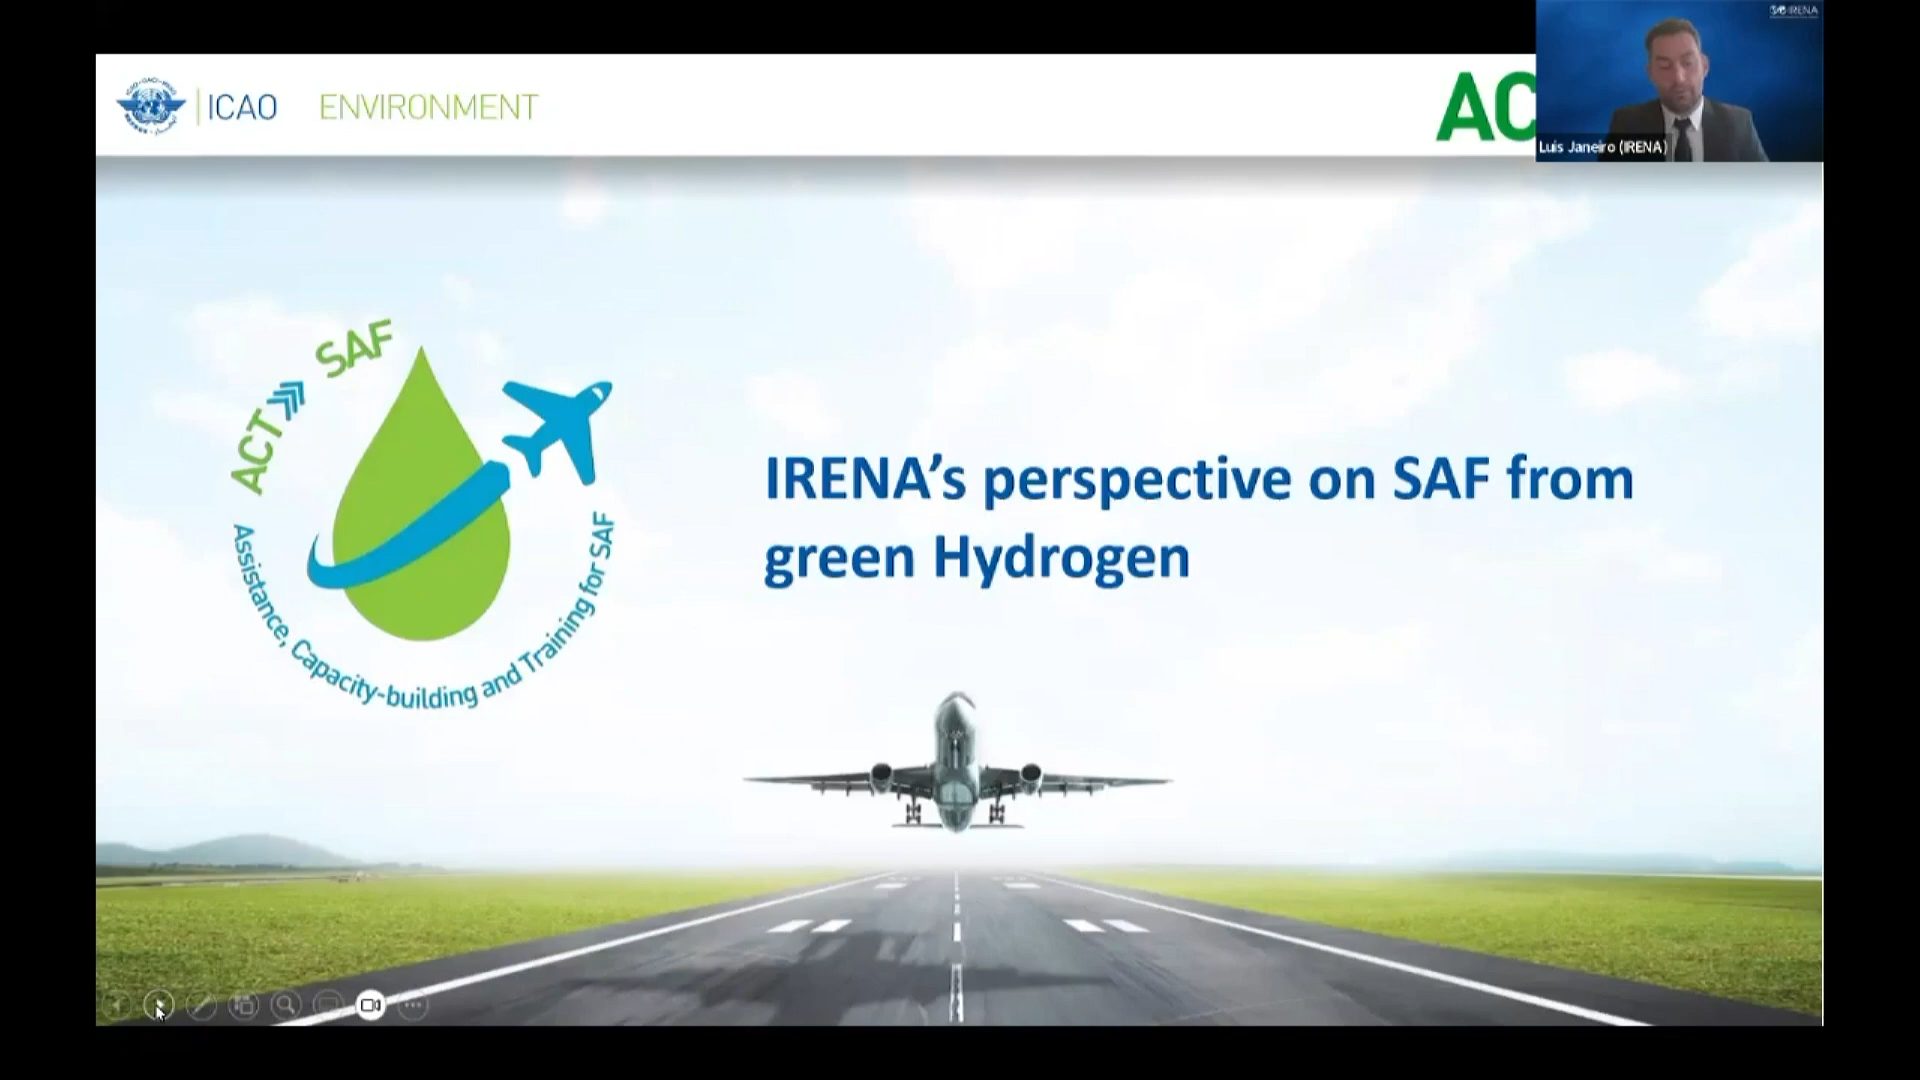 ICAO ENVIRONMENT
AC
IRENA
Luis Janeiro (IRENA)
ACT SAF
Assistance, Capacity-building and Training for SAF
IRENA’s perspective on SAF from
green Hydrogen